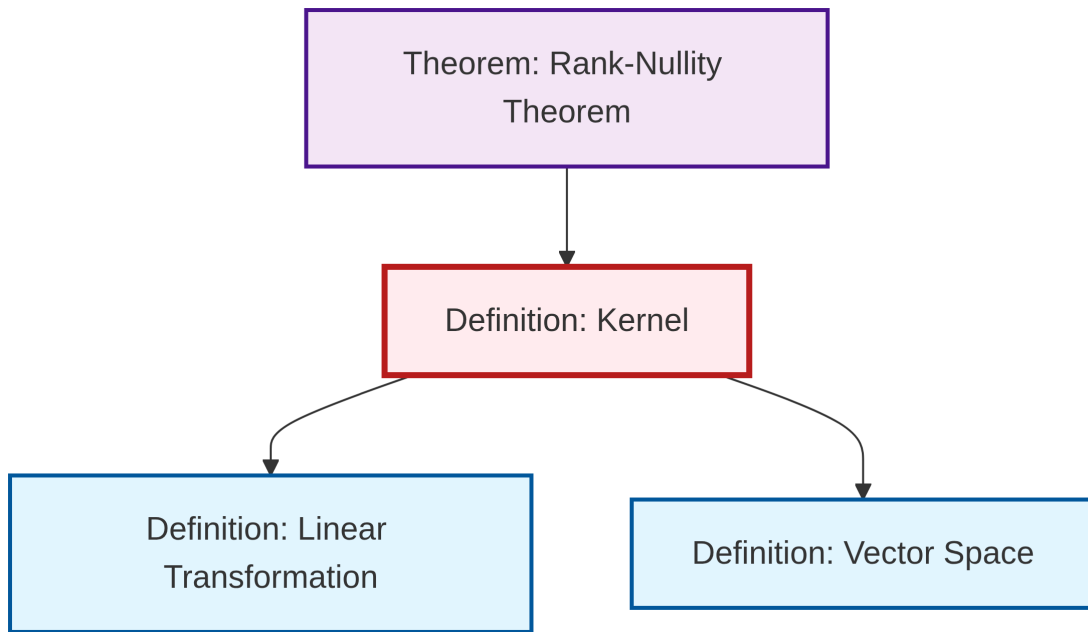 Theorem: Rank-Nullity
Theorem
Definition: Kernel
Definition: Linear
Transformation
Definition: Vector Space